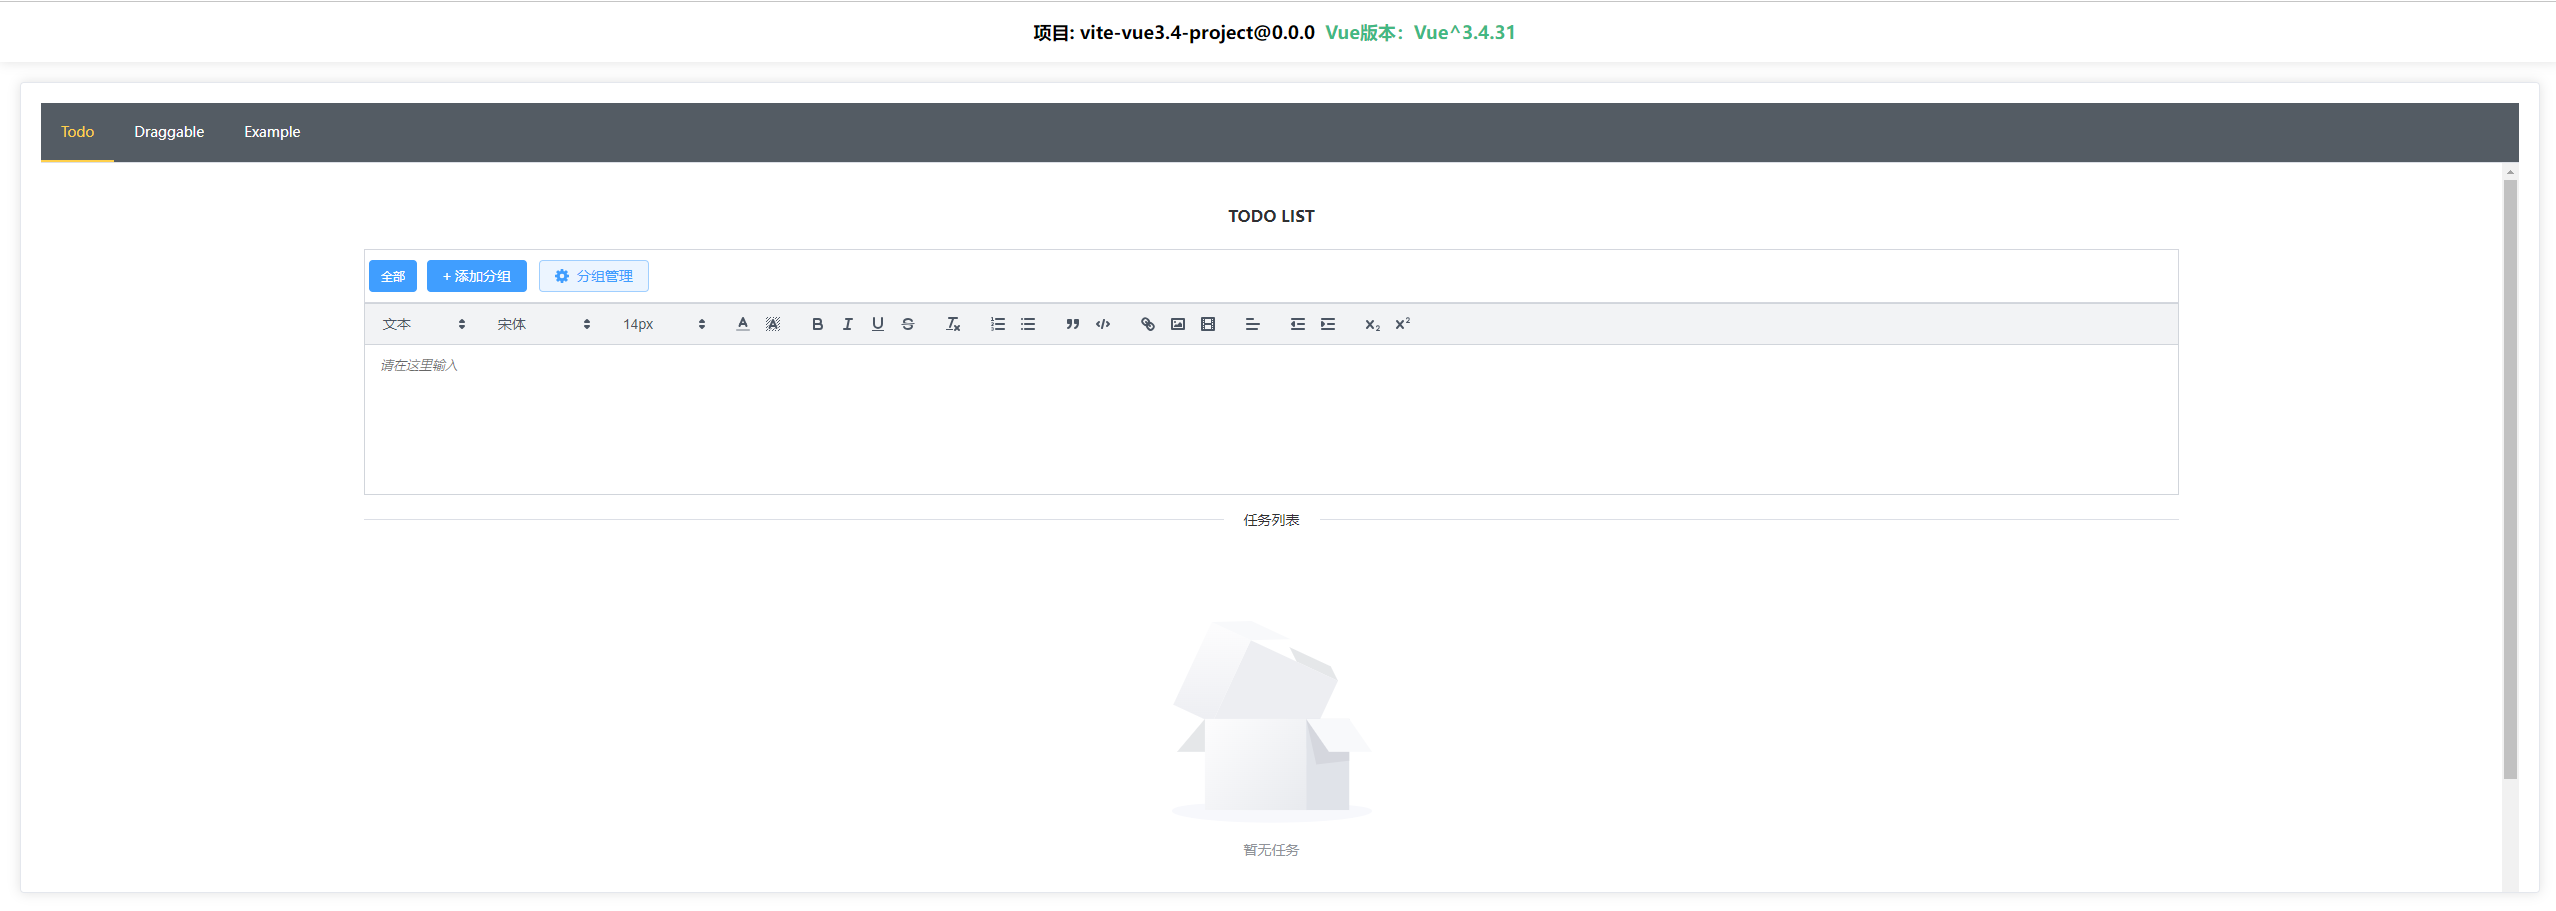 项目: vite-vue3.4-project@0.0.0 Vue版本：Vue^3.4.31
Todo Draggable Example
TODO LIST
全部 + 添加分组 分组管理
文本 宋体 14px
请在这里输入
任务列表
暂无任务